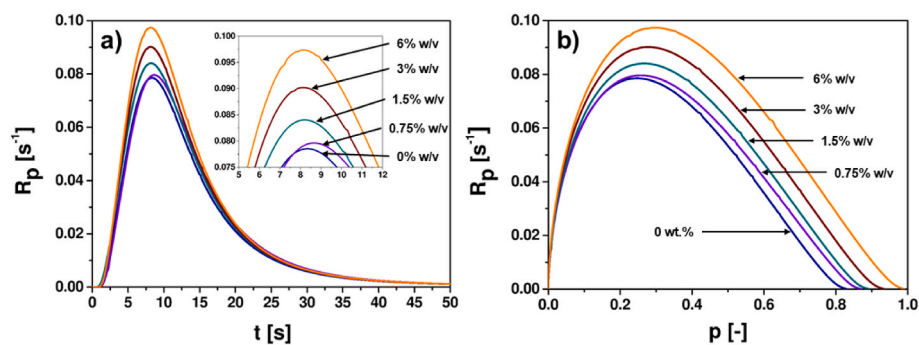 a)
R_p [s^-1]
0.10
0.08
0.06
0.04
0.02
0.00
0 5 10 15 20 25 30 35 40 45 50
t [s]
0.100
0.095
0.090
0.085
0.080
0.075
5 6 7 8 9 10 11 12
6% w/v
3% w/v
1.5% w/v
0.75% w/v
0% w/v
b)
R_p [s^-1]
0.10
0.08
0.06
0.04
0.02
0.00
0.0 0.2 0.4 0.6 0.8 1.0
p [-]
6% w/v
3% w/v
1.5% w/v
0.75% w/v
0 wt.%